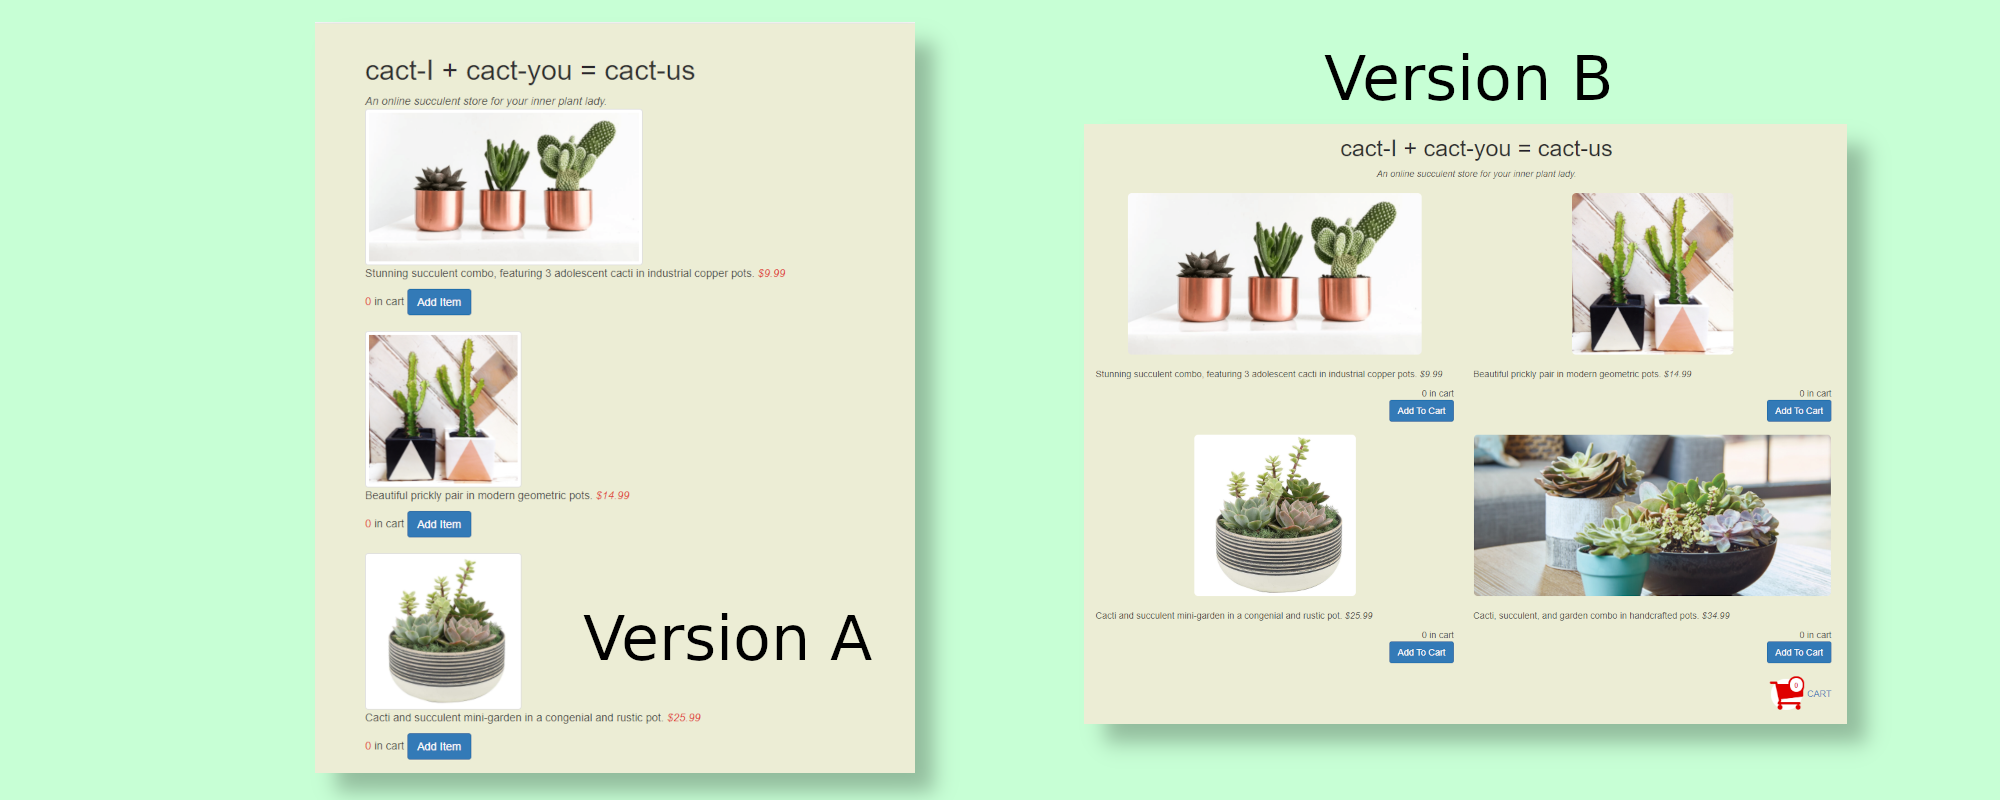 cact-I + cact-you = cact-us
An online succulent store for your inner plant lady.
Stunning succulent combo, featuring 3 adolescent cacti in industrial copper pots. $9.99
0 in cart Add Item
Beautiful prickly pair in modern geometric pots. $14.99
0 in cart Add Item
Version A
Cacti and succulent mini-garden in a congenial and rustic pot. $25.99
0 in cart Add Item
Version B
cact-I + cact-you = cact-us
An online succulent store for your inner plant lady.
Stunning succulent combo, featuring 3 adolescent cacti in industrial copper pots. $9.99
0 in cart
Add To Cart
Beautiful prickly pair in modern geometric pots. $14.99
0 in cart
Add To Cart
Cacti and succulent mini-garden in a congenial and rustic pot. $25.99
0 in cart
Add To Cart
Cacti, succulent, and garden combo in handcrafted pots. $34.99
0 in cart
Add To Cart
0 CART